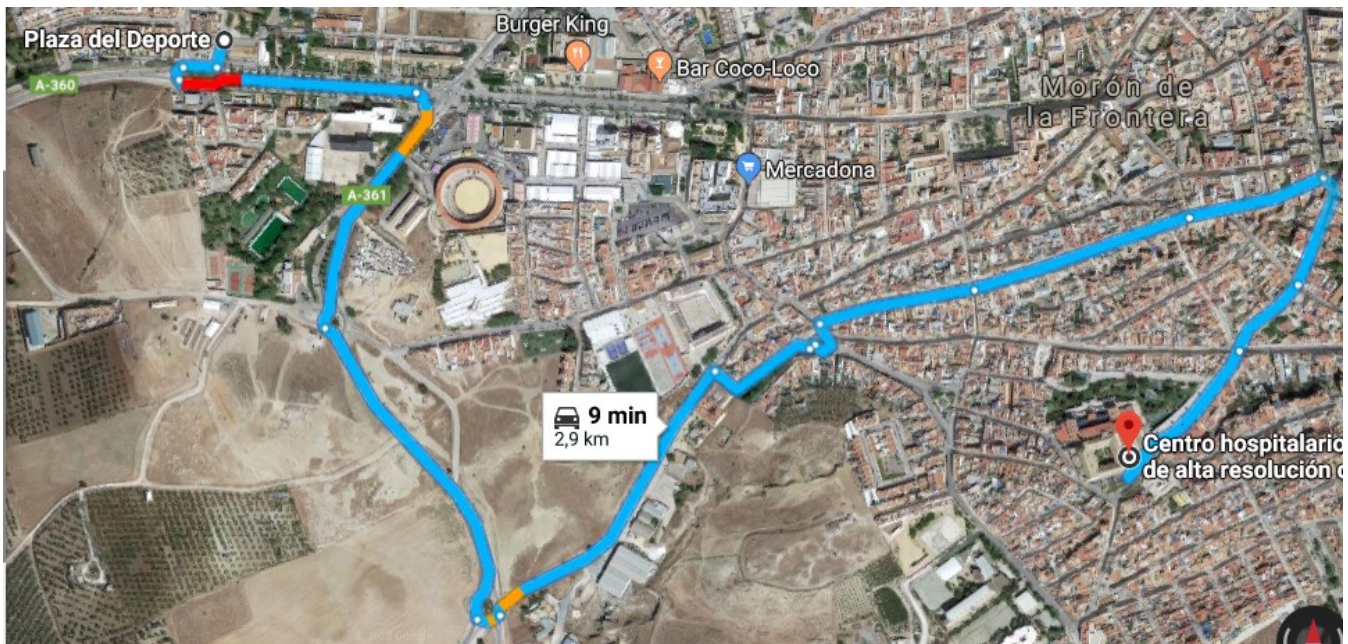 Burger King
Plaza del Deporte
Bar Coco-Loco
A-360
Morón de
la Frontera
Mercadona
A-361
9 min
2,9 km
Centro hospitalario
de alta resolución